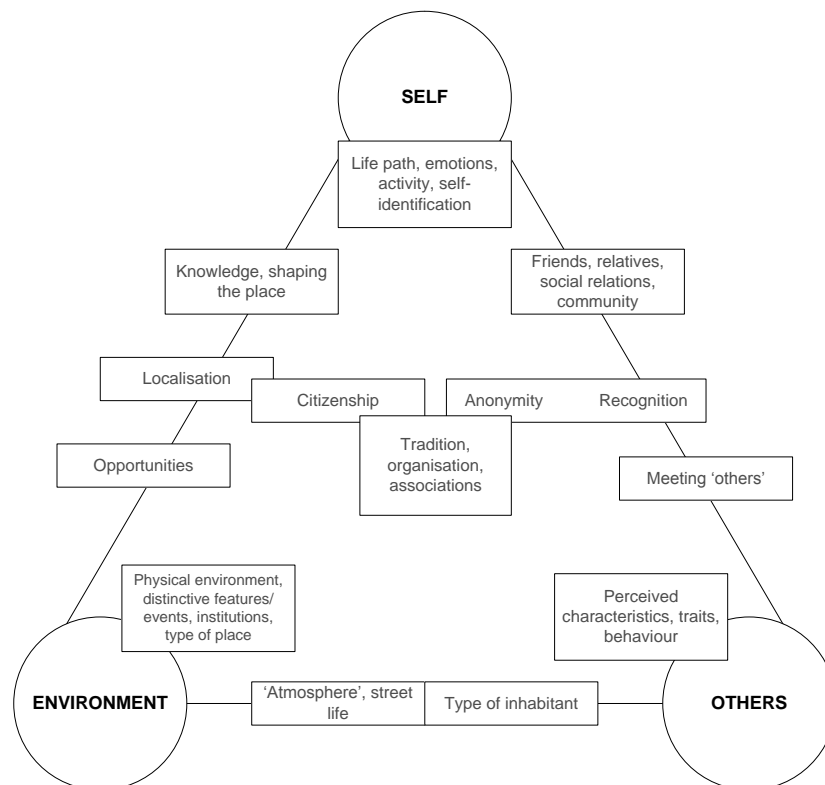 SELF
Life path, emotions,
activity, self-
identification
Knowledge, shaping
the place
Friends, relatives,
social relations,
community
Localisation
Citizenship
Anonymity
Recognition
Tradition,
organisation,
associations
Opportunities
Meeting ‘others’
Physical environment,
distinctive features/
events, institutions,
type of place
Perceived
characteristics, traits,
behaviour
ENVIRONMENT
‘Atmosphere’, street
life
Type of inhabitant
OTHERS